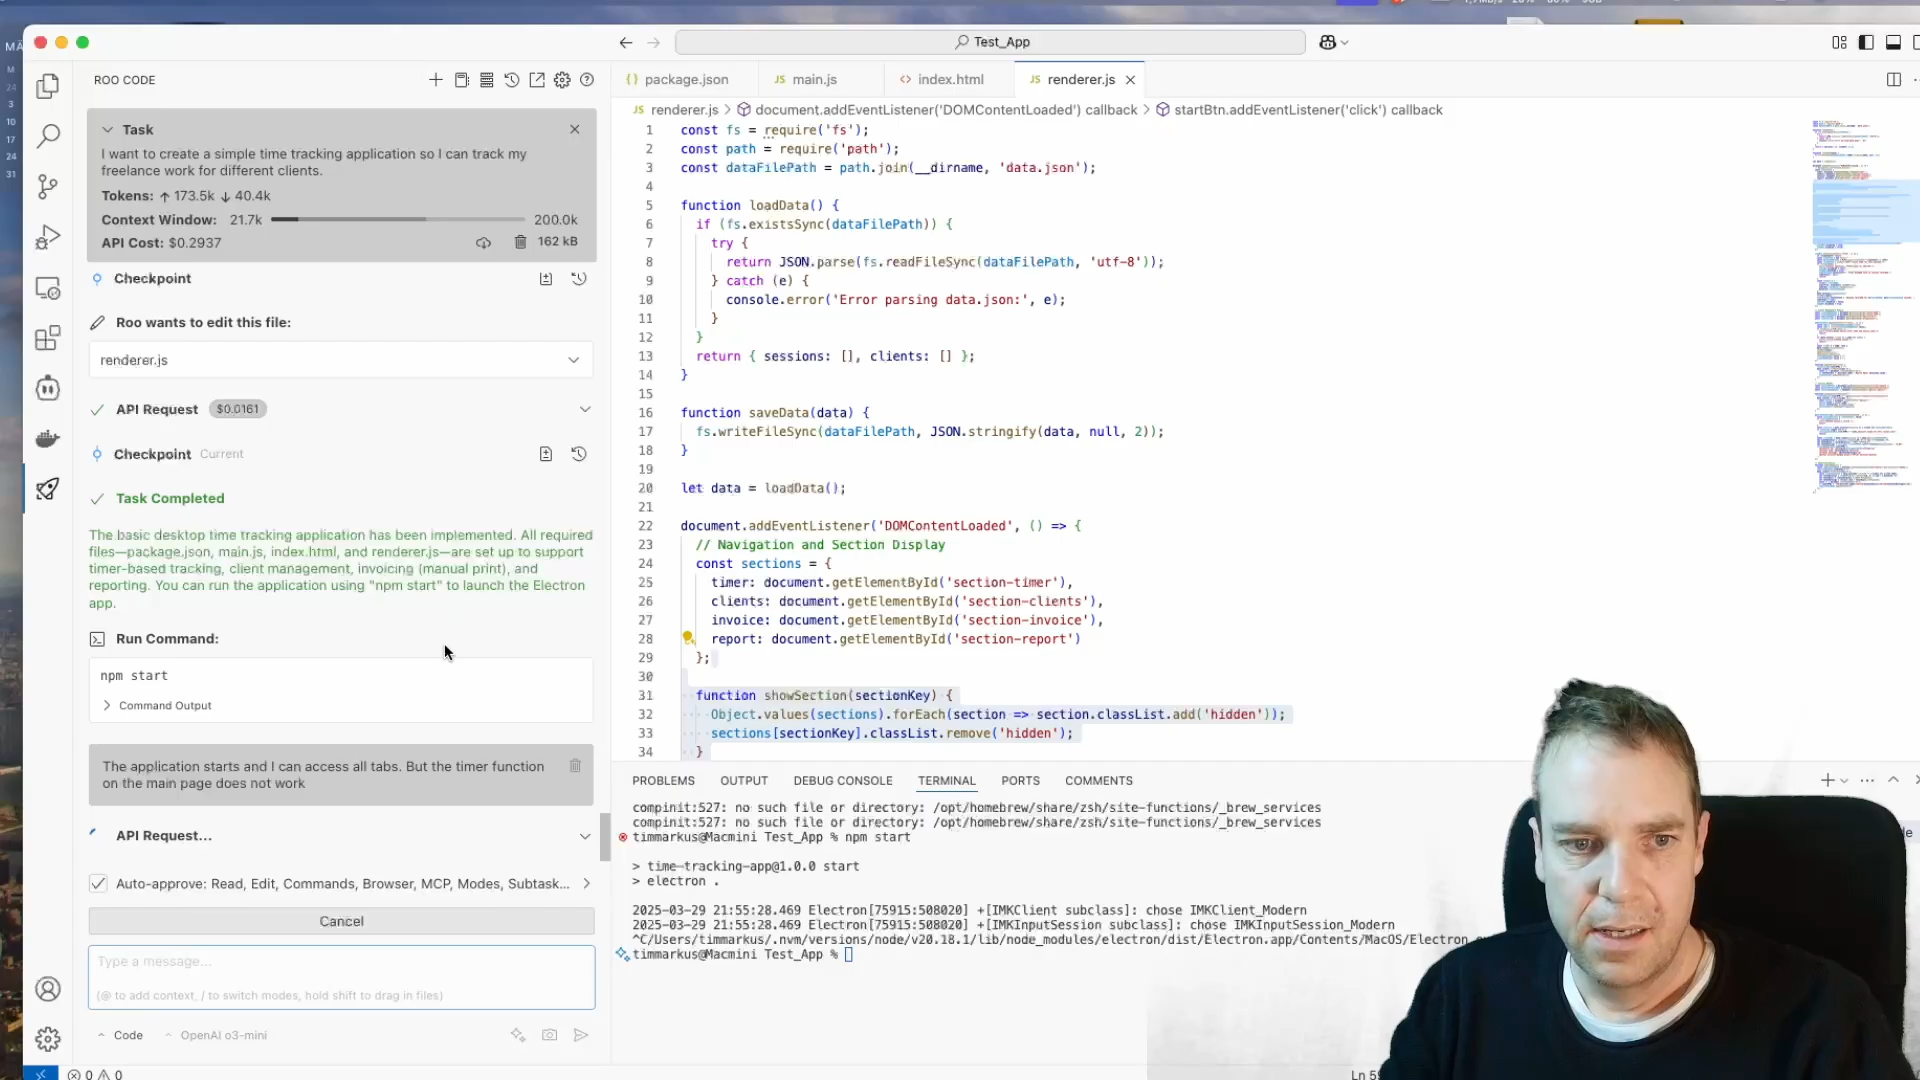 Test_App
MÄ
M
24
3
10
17
24
31
ROO CODE
Task
I want to create a simple time tracking application so I can track my
freelance work for different clients.
Tokens: ↑ 173.5k ↓ 40.4k
Context Window: 21.7k 200.0k
API Cost: $0.2937 162 kB
Checkpoint
Roo wants to edit this file:
renderer.js
API Request $0.0161
Checkpoint Current
Task Completed
The basic desktop time tracking application has been implemented. All required
files—package.json, main.js, index.html, and renderer.js—are set up to support
timer-based tracking, client management, invoicing (manual print), and
reporting. You can run the application using "npm start" to launch the Electron
app.
Run Command:
npm start
Command Output
The application starts and I can access all tabs. But the timer function
on the main page does not work
API Request...
Auto-approve: Read, Edit, Commands, Browser, MCP, Modes, Subtask...
Cancel
Type a message...
(@ to add context, / to switch modes, hold shift to drag in files)
Code OpenAI o3-mini
0 0
package.json JS main.js <> index.html JS renderer.js
JS renderer.js > document.addEventListener('DOMContentLoaded') callback > startBtn.addEventListener('click') callback
1 const fs = require('fs');
2 const path = require('path');
3 const dataFilePath = path.join(__dirname, 'data.json');
4
5 function loadData() {
6 if (fs.existsSync(dataFilePath)) {
7 try {
8 return JSON.parse(fs.readFileSync(dataFilePath, 'utf-8'));
9 } catch (e) {
10 console.error('Error parsing data.json:', e);
11 }
12 }
13 return { sessions: [], clients: [] };
14 }
15
16 function saveData(data) {
17 fs.writeFileSync(dataFilePath, JSON.stringify(data, null, 2));
18 }
19
20 let data = loadData();
21
22 document.addEventListener('DOMContentLoaded', () => {
23 // Navigation and Section Display
24 const sections = {
25 timer: document.getElementById('section-timer'),
26 clients: document.getElementById('section-clients'),
27 invoice: document.getElementById('section-invoice'),
28 report: document.getElementById('section-report')
29 };
30
31 function showSection(sectionKey) {
32 Object.values(sections).forEach(section => section.classList.add('hidden'));
33 sections[sectionKey].classList.remove('hidden');
34 }
PROBLEMS OUTPUT DEBUG CONSOLE TERMINAL PORTS COMMENTS
compinit:527: no such file or directory: /opt/homebrew/share/zsh/site-functions/_brew_services
compinit:527: no such file or directory: /opt/homebrew/share/zsh/site-functions/_brew_services
timmarkus@Macmini Test_App % npm start
> time-tracking-app@1.0.0 start
> electron .
2025-03-29 21:55:28.469 Electron[75915:508020] +[IMKClient subclass]: chose IMKClient_Modern
2025-03-29 21:55:28.469 Electron[75915:508020] +[IMKInputSession subclass]: chose IMKInputSession_Modern
^C/Users/timmarkus/.nvm/versions/node/v20.18.1/lib/node_modules/electron/dist/Electron.app/Contents/MacOS/Electron
timmarkus@Macmini Test_App %